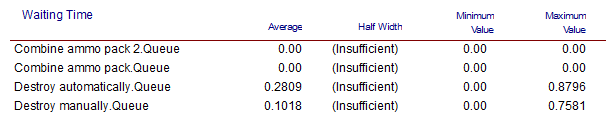 Waiting Time
Average Half Width Minimum Value Maximum Value
Combine ammo pack 2.Queue 0.00 (Insufficient) 0.00 0.00
Combine ammo pack.Queue 0.00 (Insufficient) 0.00 0.00
Destroy automatically.Queue 0.2809 (Insufficient) 0.00 0.8796
Destroy manually.Queue 0.1018 (Insufficient) 0.00 0.7581